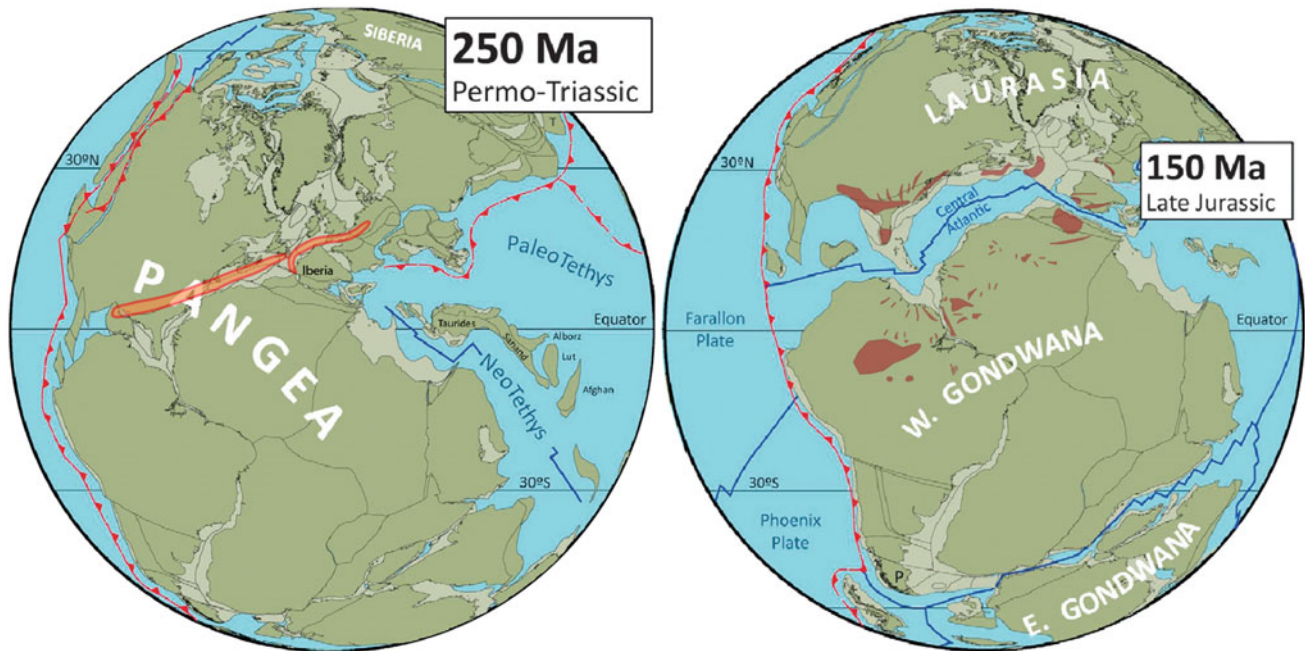 SIBERIA
250 Ma
Permo-Triassic
T
30ºN
PaleoTethys
Iberia
PANGEA
Equator
Taurides
Sanand
Alborz
Lut
Afghan
NeoTethys
30ºS
LAURASIA
150 Ma
Late Jurassic
30ºN
Central
Atlantic
Farallon
Plate
Equator
W. GONDWANA
30ºS
Phoenix
Plate
P
E. GONDWANA